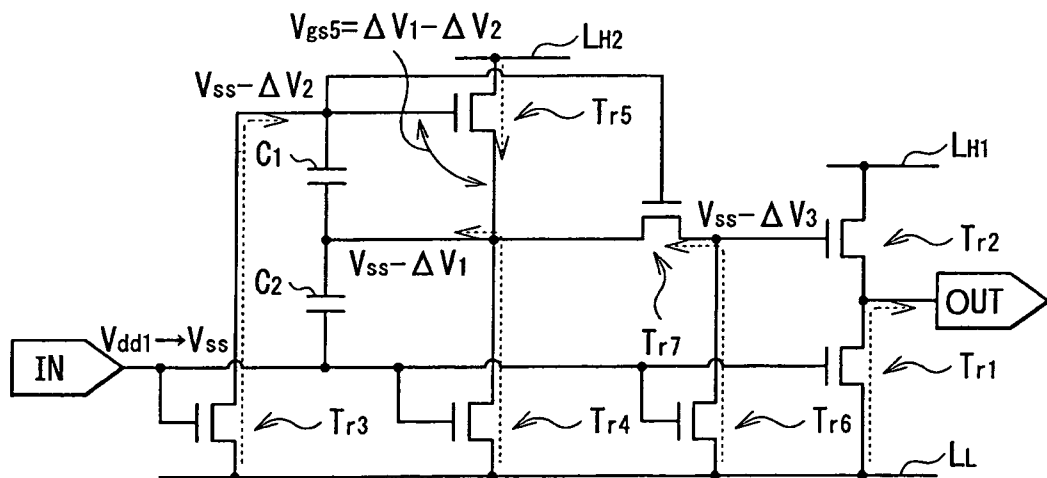 Vgs5=ΔV1-ΔV2
LH2
Vss-ΔV2
Tr5
C1
LH1
Vss-ΔV3
Tr2
Vss-ΔV1
C2
OUT
Vdd1→Vss
Tr7
IN
Tr1
Tr3
Tr4
Tr6
LL